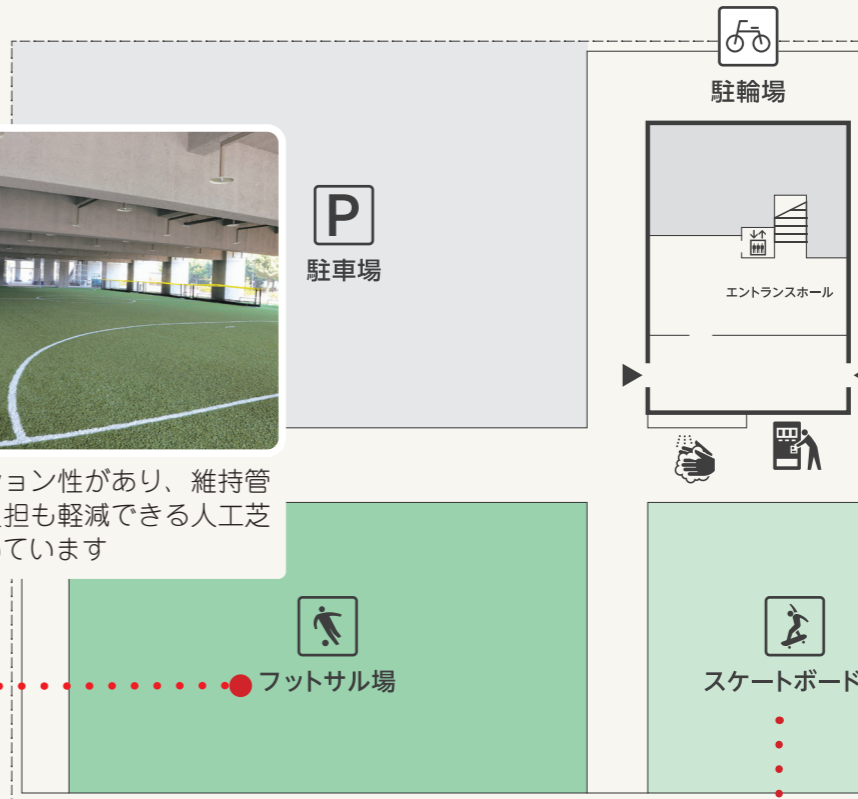 駐輪場
P
駐車場
エントランスホール
ション性があり、維持管
担も軽減できる人工芝
ています
フットサル場
スケートボード